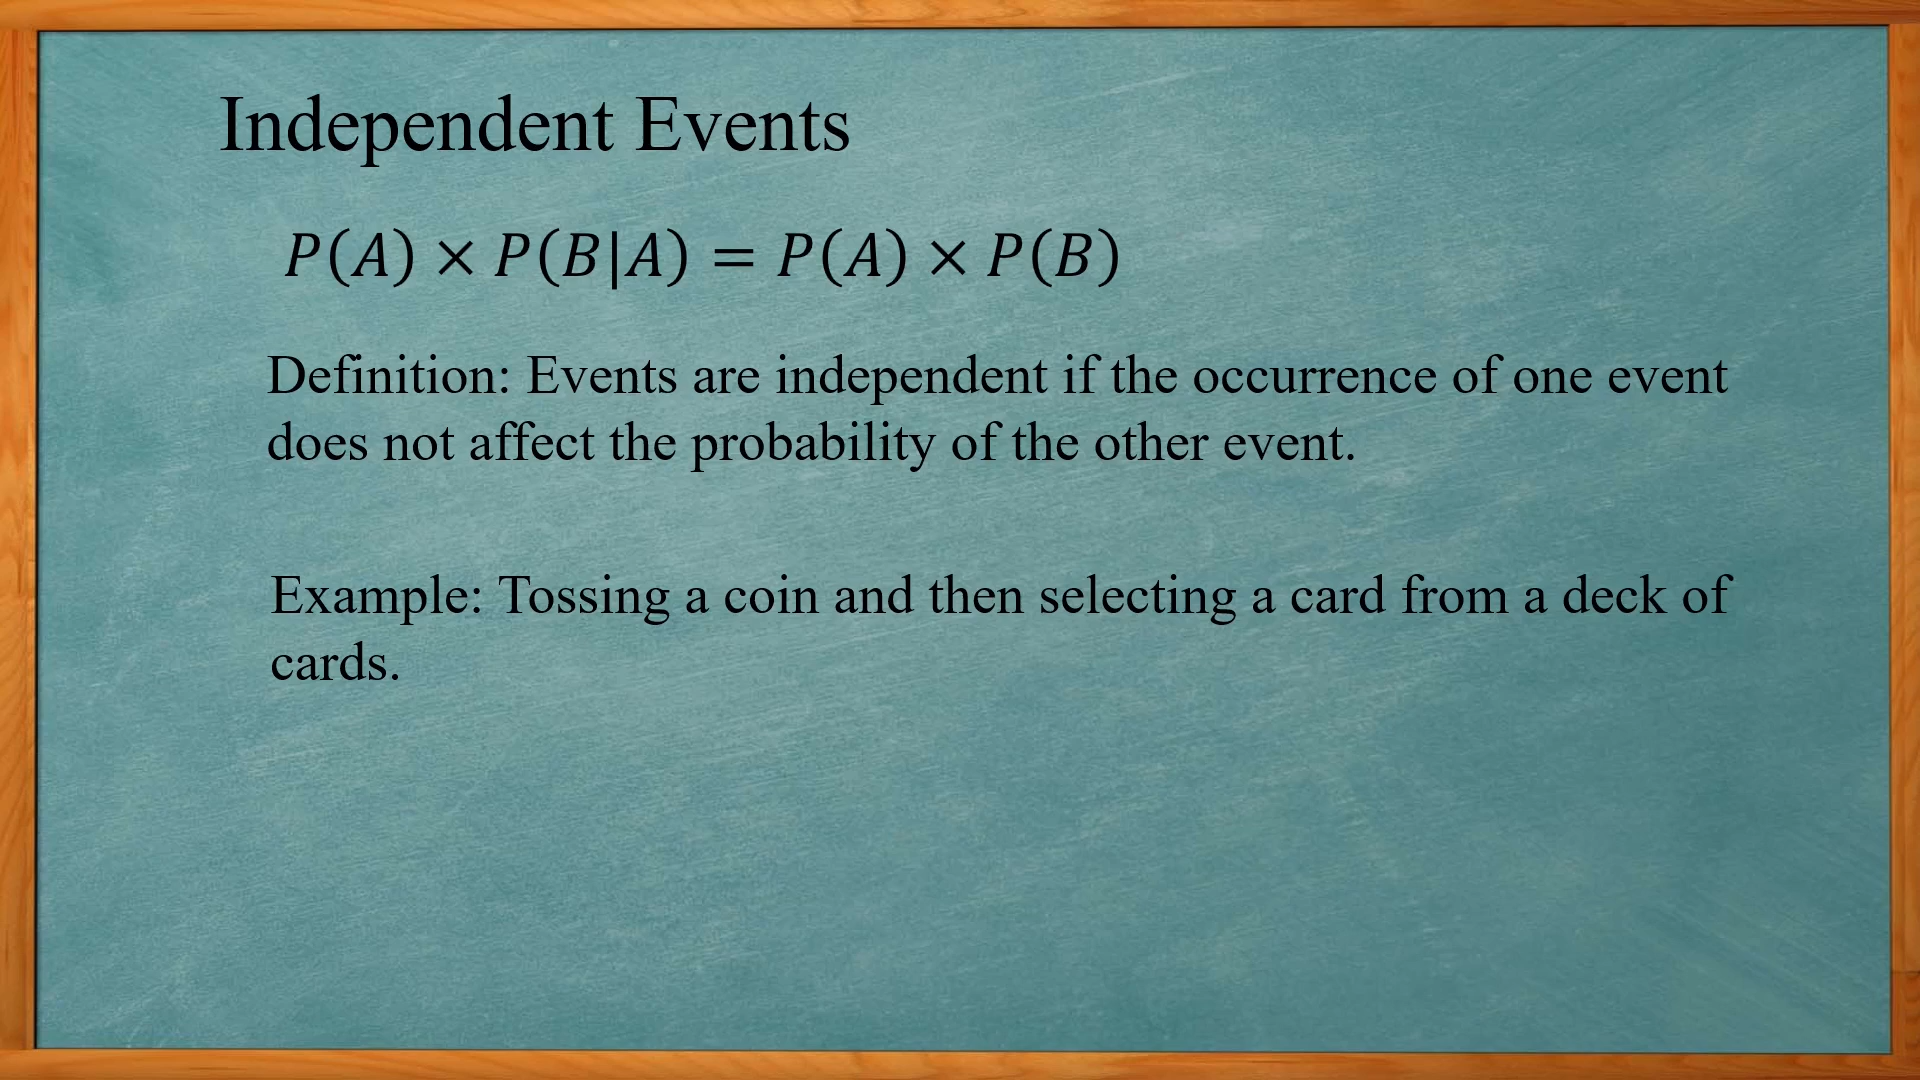 Independent Events
𝑃(𝐴) × 𝑃(𝐵|𝐴) = 𝑃(𝐴) × 𝑃(𝐵)
Definition: Events are independent if the occurrence of one event
does not affect the probability of the other event.
Example: Tossing a coin and then selecting a card from a deck of
cards.